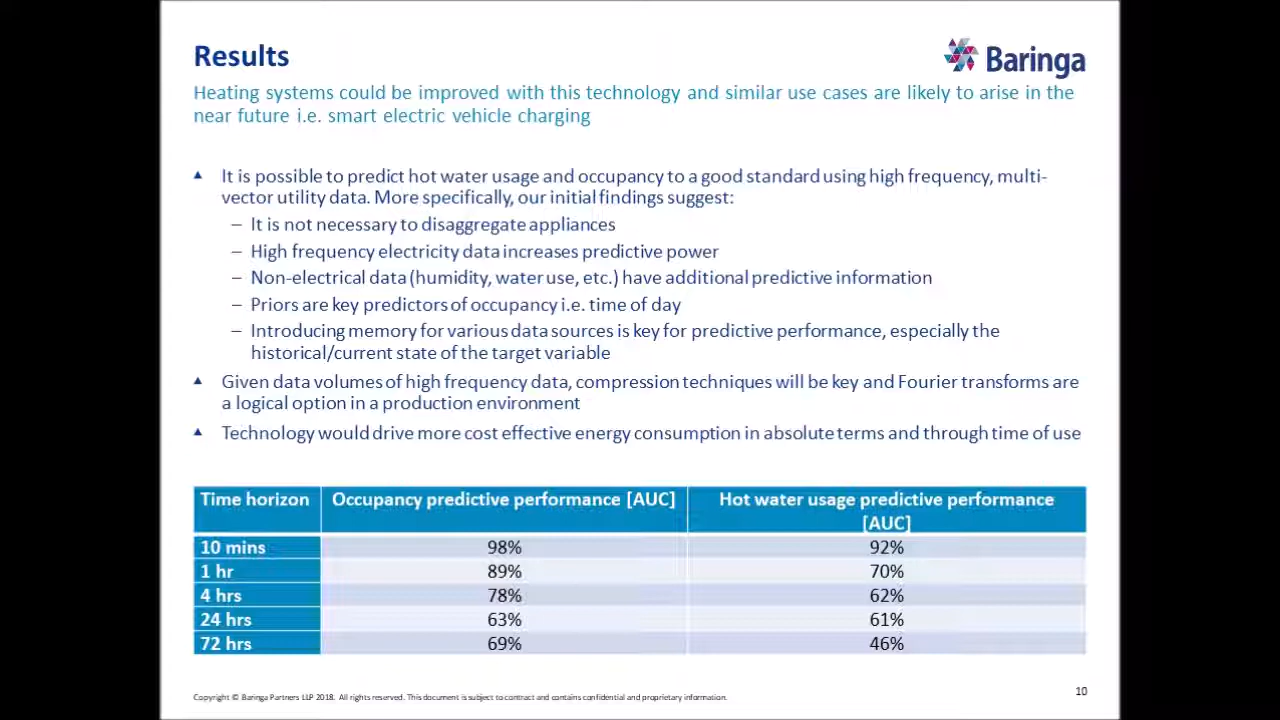 Results
Baringa
Heating systems could be improved with this technology and similar use cases are likely to arise in the
near future i.e. smart electric vehicle charging
It is possible to predict hot water usage and occupancy to a good standard using high frequency, multi-
vector utility data. More specifically, our initial findings suggest:
– It is not necessary to disaggregate appliances
– High frequency electricity data increases predictive power
– Non-electrical data (humidity, water use, etc.) have additional predictive information
– Priors are key predictors of occupancy i.e. time of day
– Introducing memory for various data sources is key for predictive performance, especially the
historical/current state of the target variable
Given data volumes of high frequency data, compression techniques will be key and Fourier transforms are
a logical option in a production environment
Technology would drive more cost effective energy consumption in absolute terms and through time of use
Time horizon Occupancy predictive performance [AUC] Hot water usage predictive performance
[AUC]
10 mins 98% 92%
1 hr 89% 70%
4 hrs 78% 62%
24 hrs 63% 61%
72 hrs 69% 46%
Copyright © Baringa Partners LLP 2018. All rights reserved. This document is subject to contract and contains confidential and proprietary information.
10